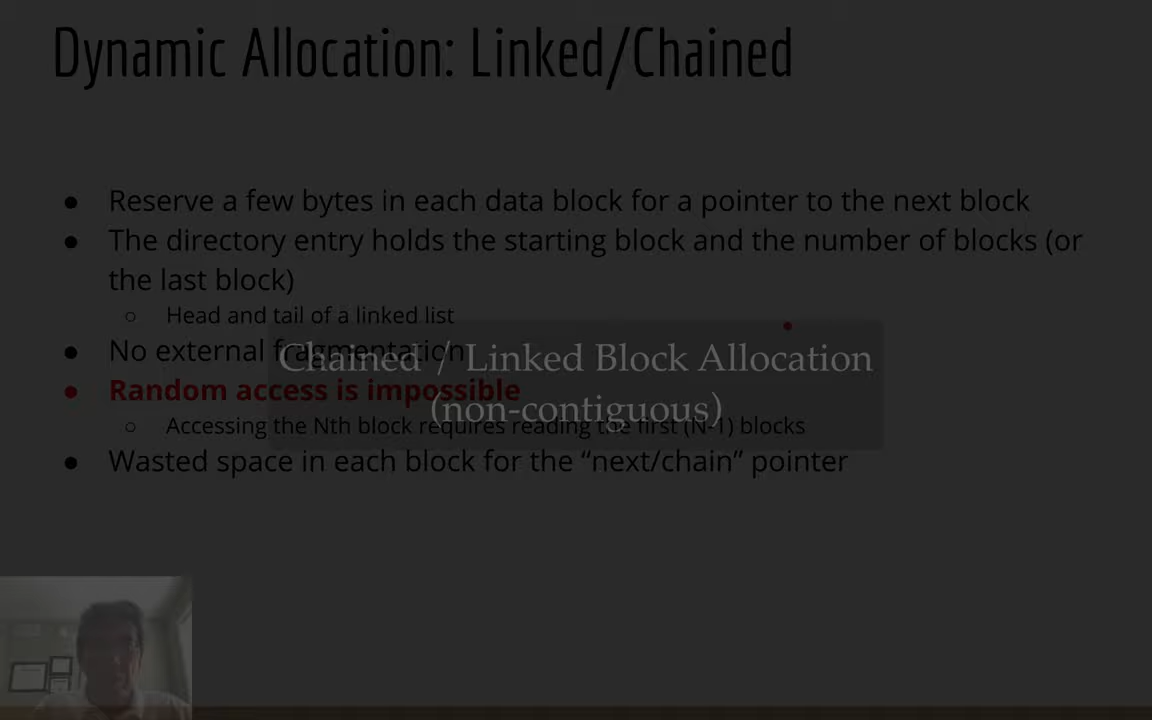 Dynamic Allocation: Linked/Chained
● Reserve a few bytes in each data block for a pointer to the next block
● The directory entry holds the starting block and the number of blocks (or
the last block)
○ Head and tail of a linked list
● No external fragmentation
Chained / Linked Block Allocation
● Random access is impossible
(non-contiguous)
○ Accessing the Nth block requires reading the first (N-1) blocks
● Wasted space in each block for the “next/chain” pointer